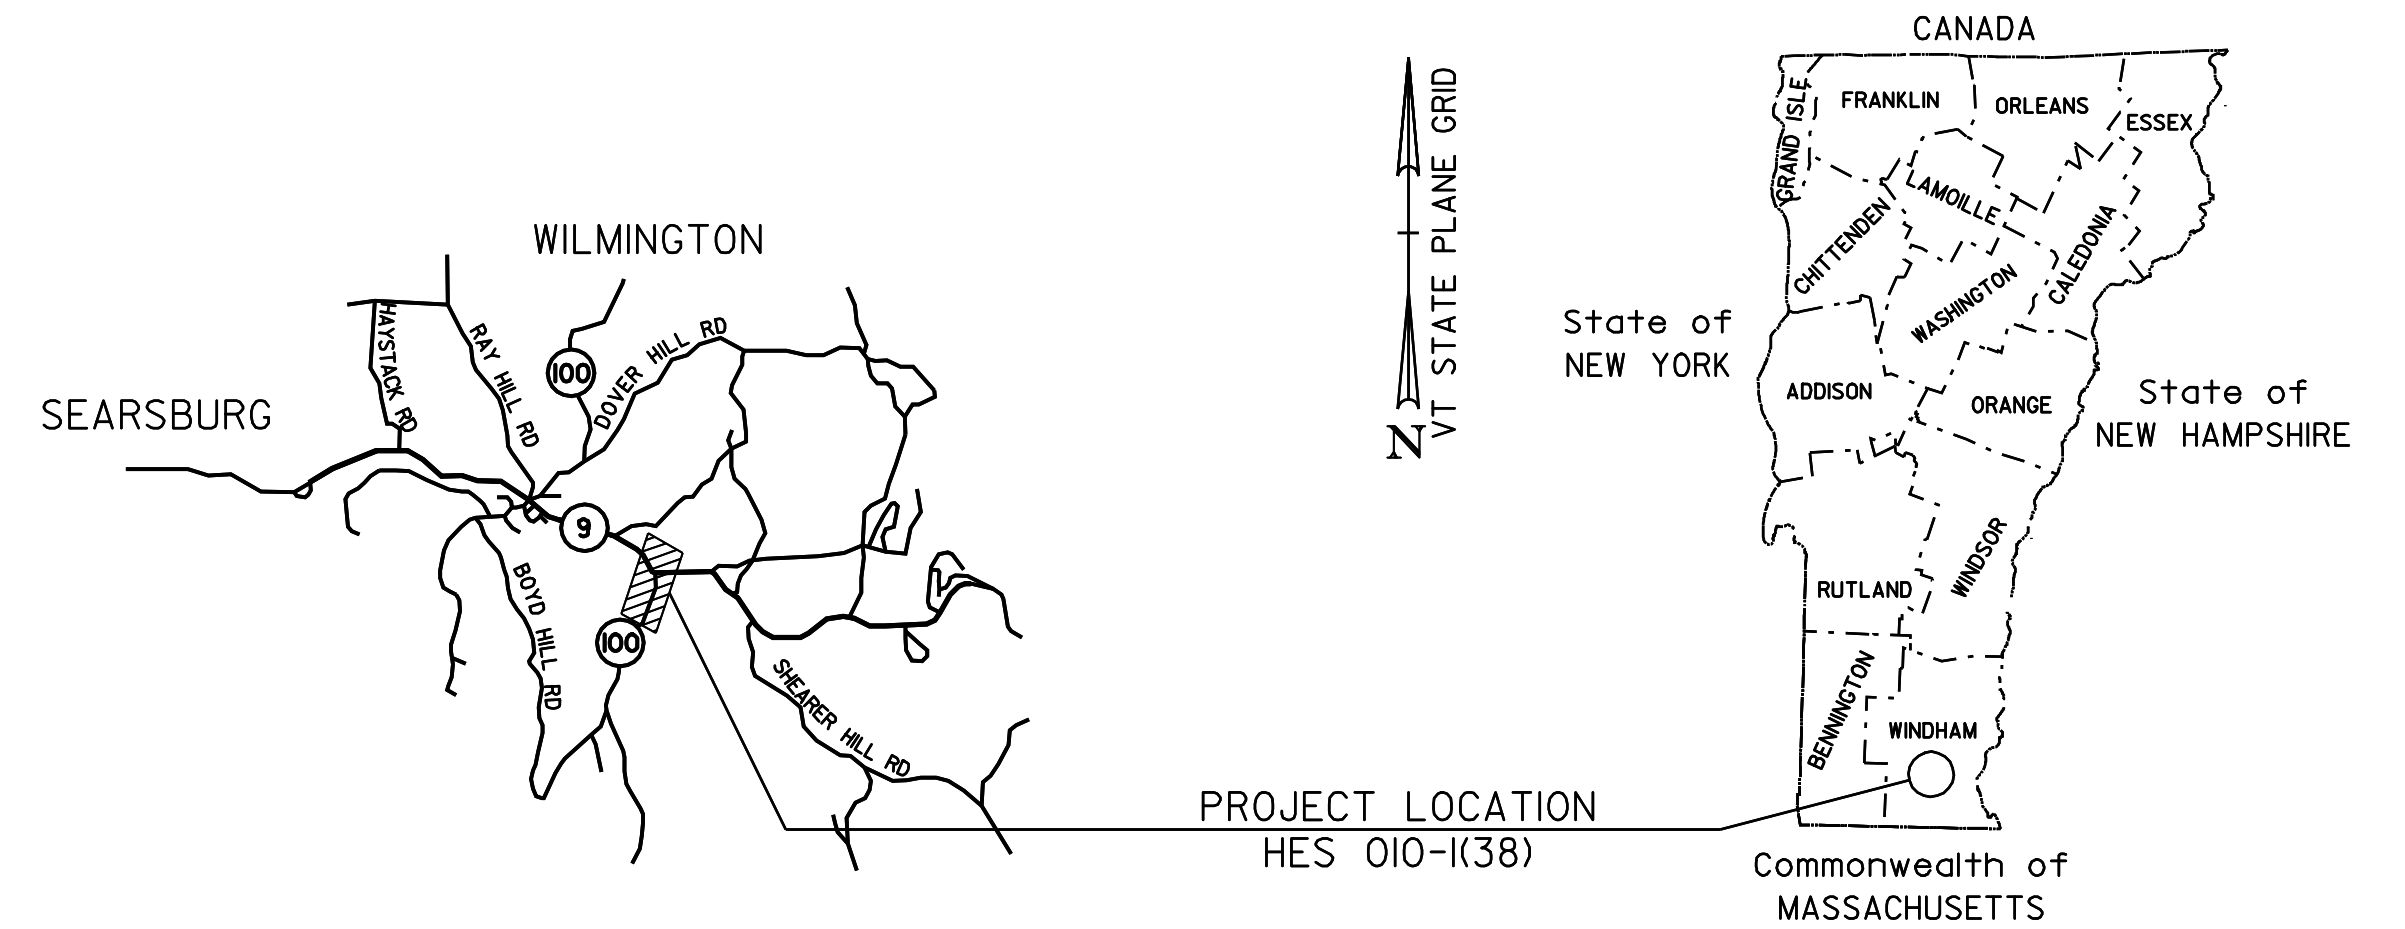 CANADA
WILMINGTON
SEARSBURG
HAYSTACK RD
RAY HILL RD
100
DOVER HILL RD
9
BOYD HILL RD
100
SHEARER HILL RD
VT STATE PLANE GRID
N
PROJECT LOCATION
HES 010-1(38)
GRAND ISLE
FRANKLIN
ORLEANS
ESSEX
LAMOILLE
CHITTENDEN
CALEDONIA
WASHINGTON
State of
NEW YORK
ADDISON
ORANGE
State of
NEW HAMPSHIRE
WINDSOR
RUTLAND
BENNINGTON
WINDHAM
Commonwealth of
MASSACHUSETTS